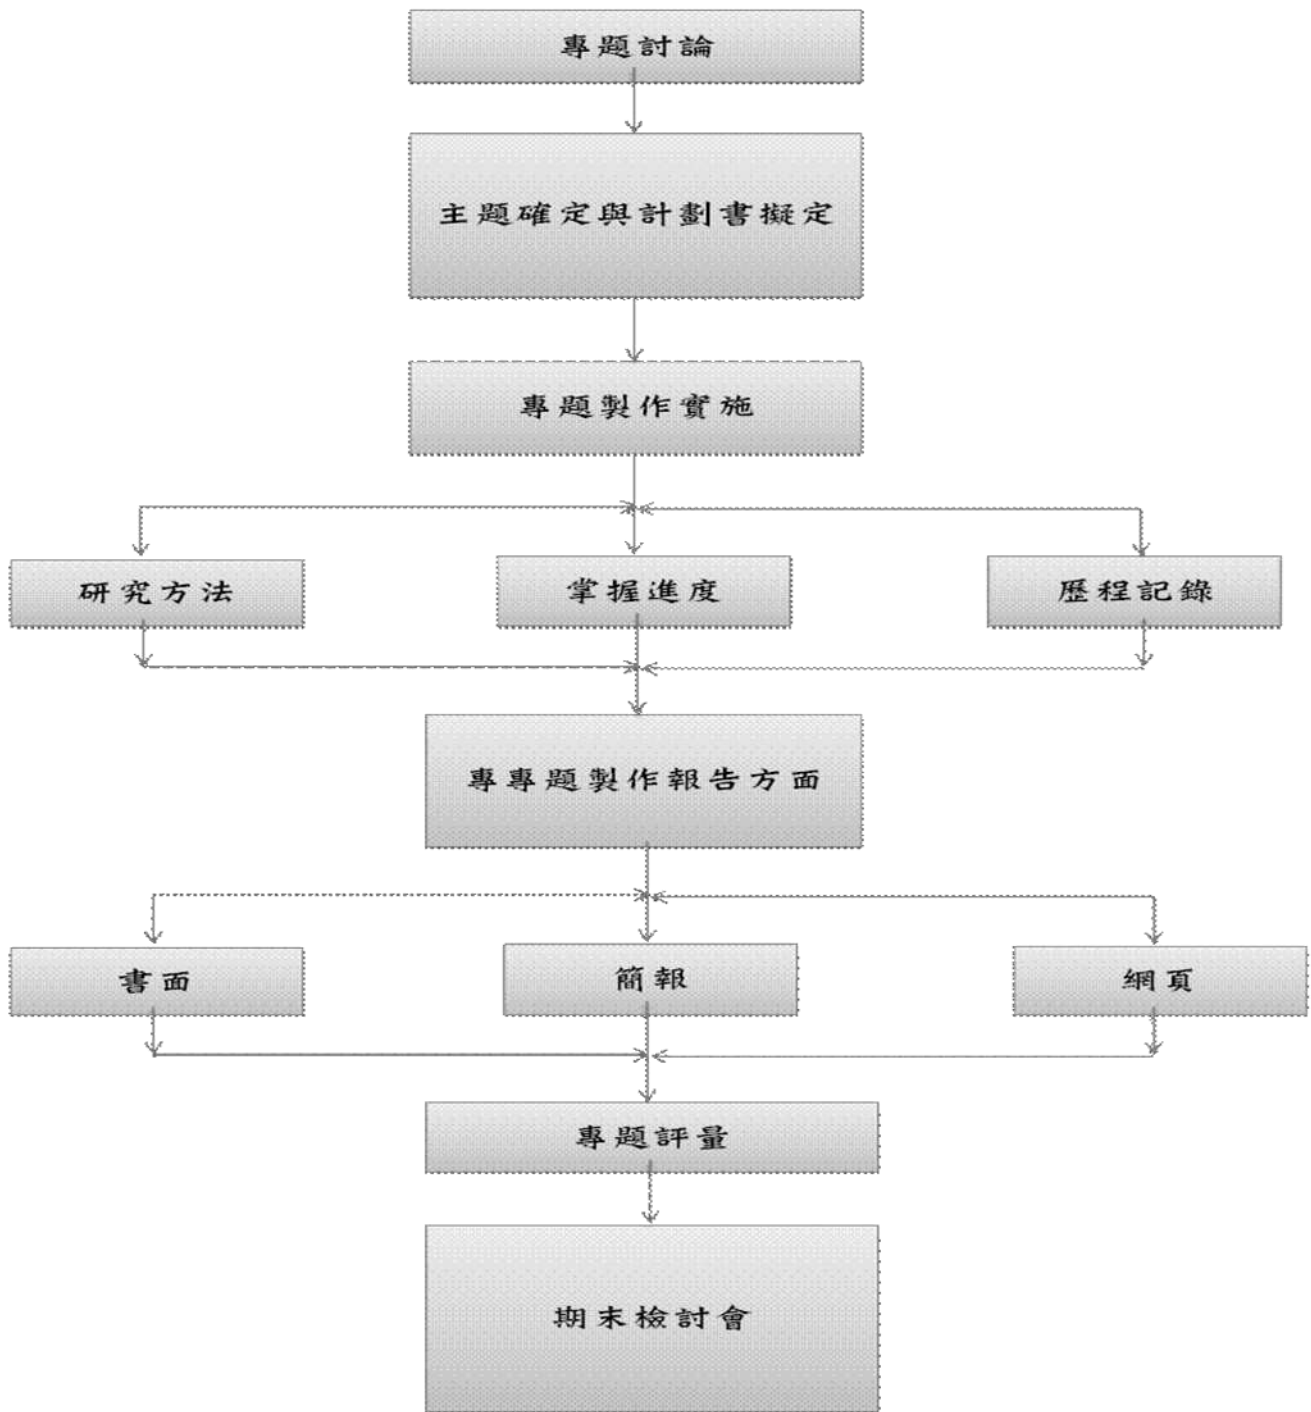 專題討論
主題確定與計劃書擬定
專題製作實施
研究方法
掌握進度
歷程記錄
專專題製作報告方面
書面
簡報
網頁
專題評量
期末檢討會